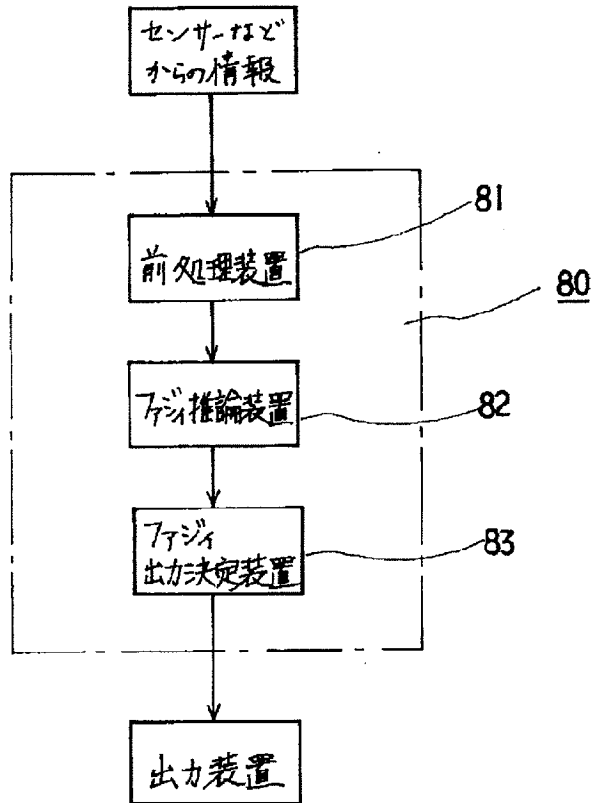 センサーなど
からの情報
81
前処理装置
80
ファジィ推論装置
82
ファジィ
出力決定装置
83
出力装置